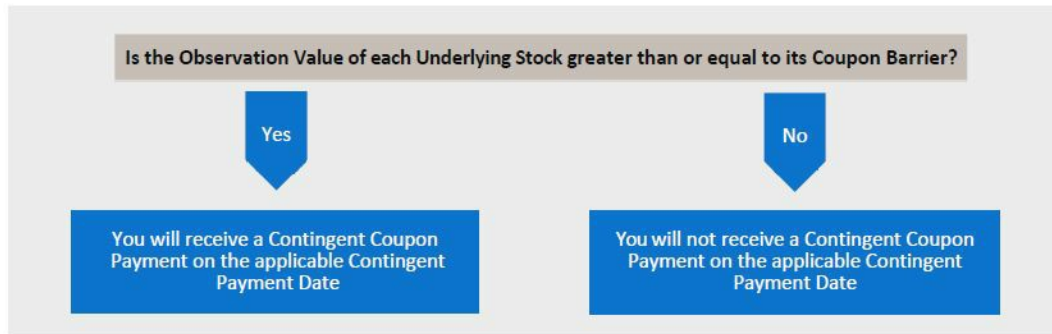 Is the Observation Value of each Underlying Stock greater than or equal to its Coupon Barrier?
Yes
No
You will receive a Contingent Coupon
Payment on the applicable Contingent
Payment Date
You will not receive a Contingent Coupon
Payment on the applicable Contingent
Payment Date